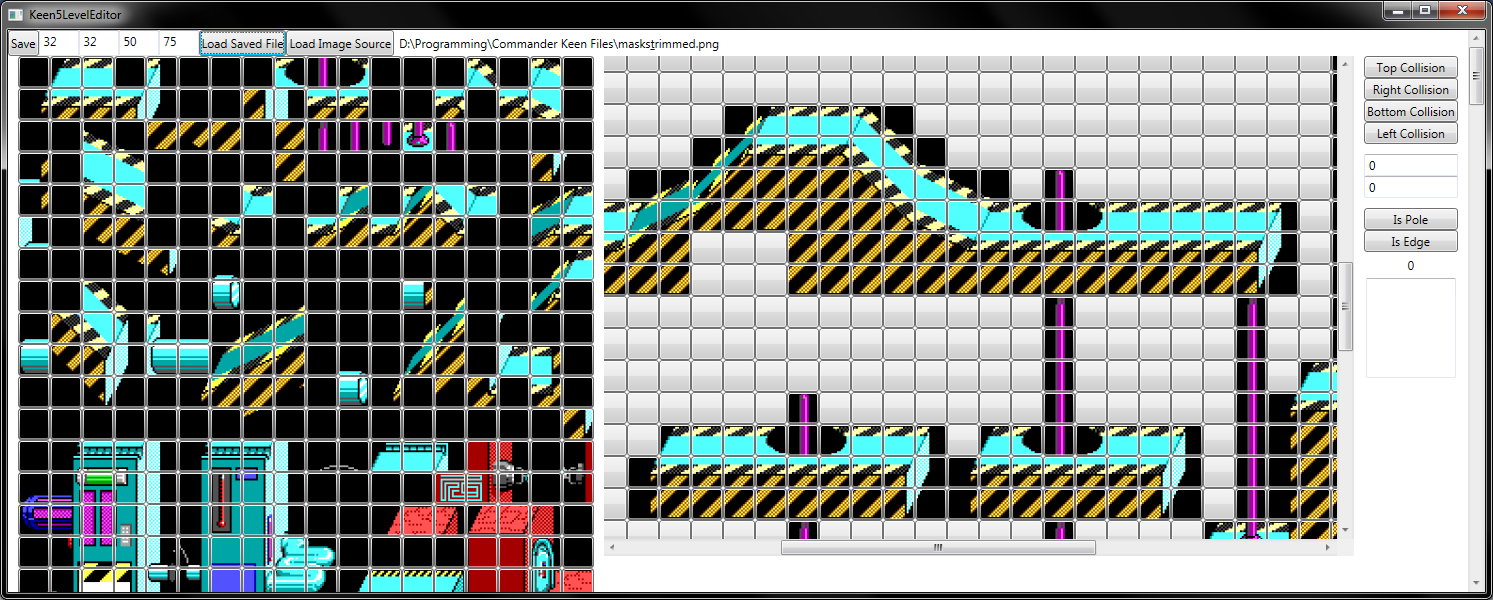 Keen5LevelEditor
Save 32 32 50 75 Load Saved File Load Image Source D:\Programming\Commander Keen Files\maskstrimmed.png
Top Collision
Right Collision
Bottom Collision
Left Collision
0
0
Is Pole
Is Edge
0